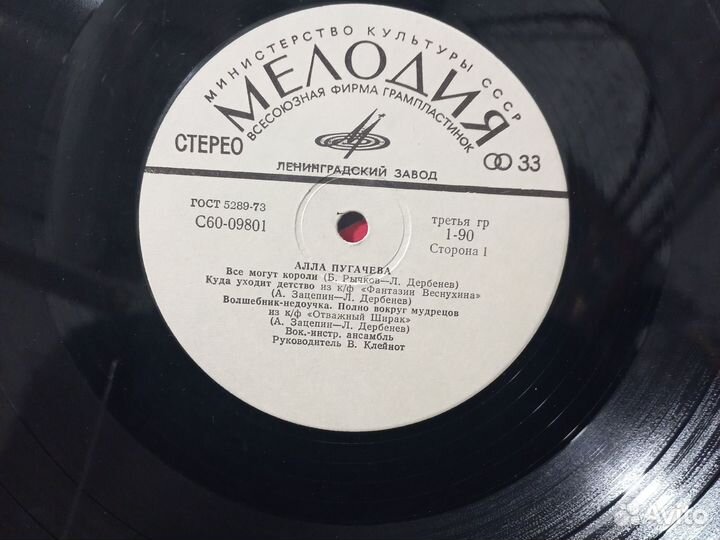 МИНИСТЕРСТВО КУЛЬТУРЫ СССР
МЕЛОДИЯ
ВСЕСОЮЗНАЯ ФИРМА ГРАМПЛАСТИНОК
СТЕРЕО
33
ЛЕНИНГРАДСКИЙ ЗАВОД
ГОСТ 5289-73
С60-09801
третья гр
1-90
Сторона 1
АЛЛА ПУГАЧЕВА
Все могут короли (Б. Рычков—Л. Дербенев)
Куда уходит детство из к/ф «Фантазии Веснухина»
(А. Зацепин—Л. Дербенев)
Волшебник-недоучка. Полно вокруг мудрецов
из к/ф «Отважный Ширак»
(А. Зацепин—Л. Дербенев)
Вок.-инстр. ансамбль
Руководитель В. Клейнот
Avito